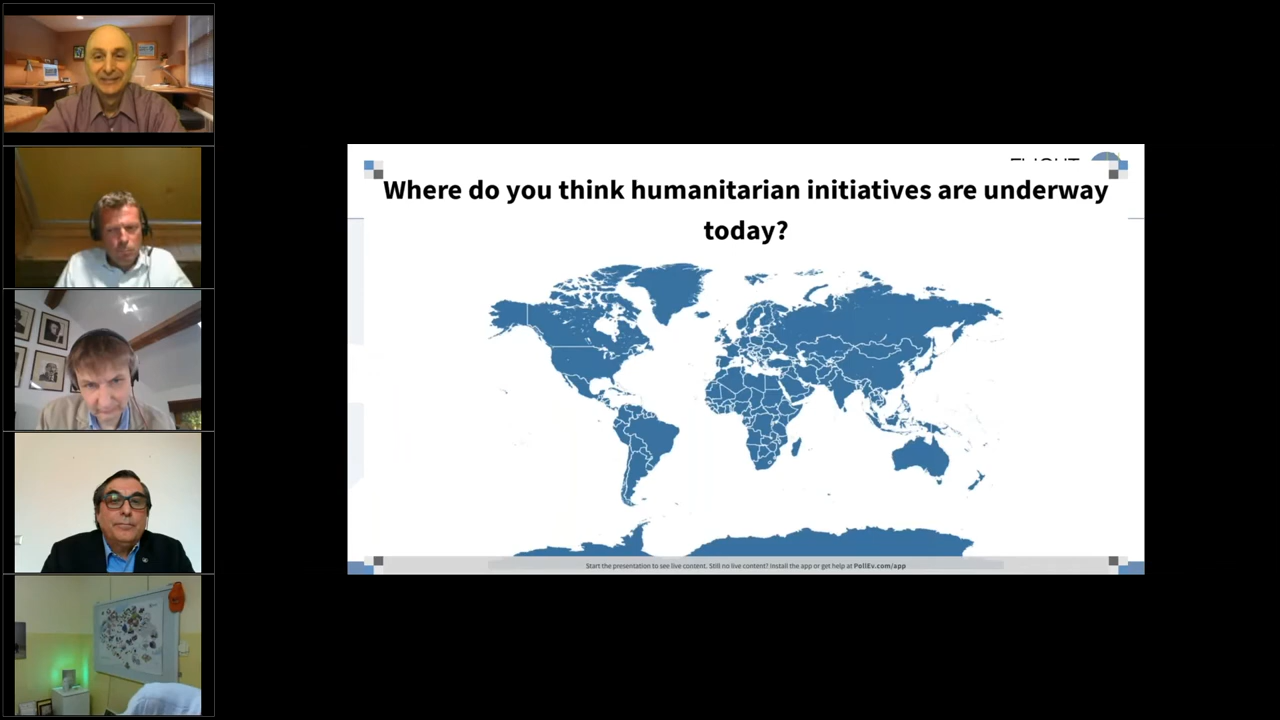 Where do you think humanitarian initiatives are underway
today?
Start the presentation to see live content. Still no live content? Install the app or get help at PollEv.com/app